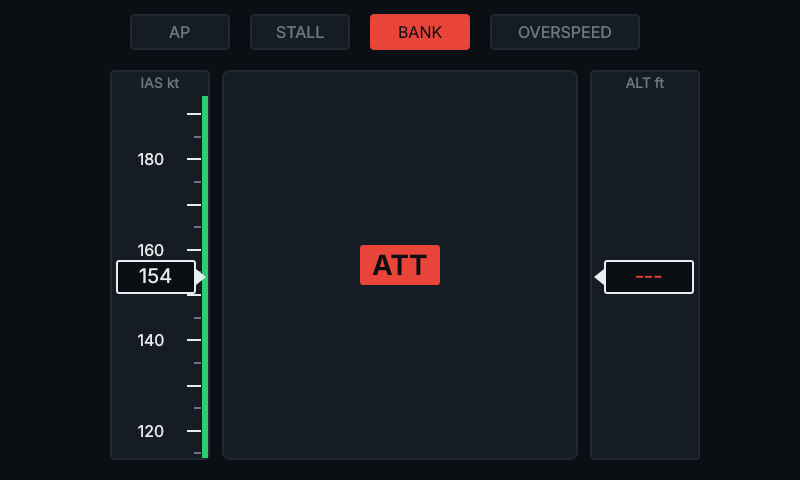 AP
STALL
BANK
OVERSPEED
IAS kt
ALT ft
180
160
154
140
120
ATT
---